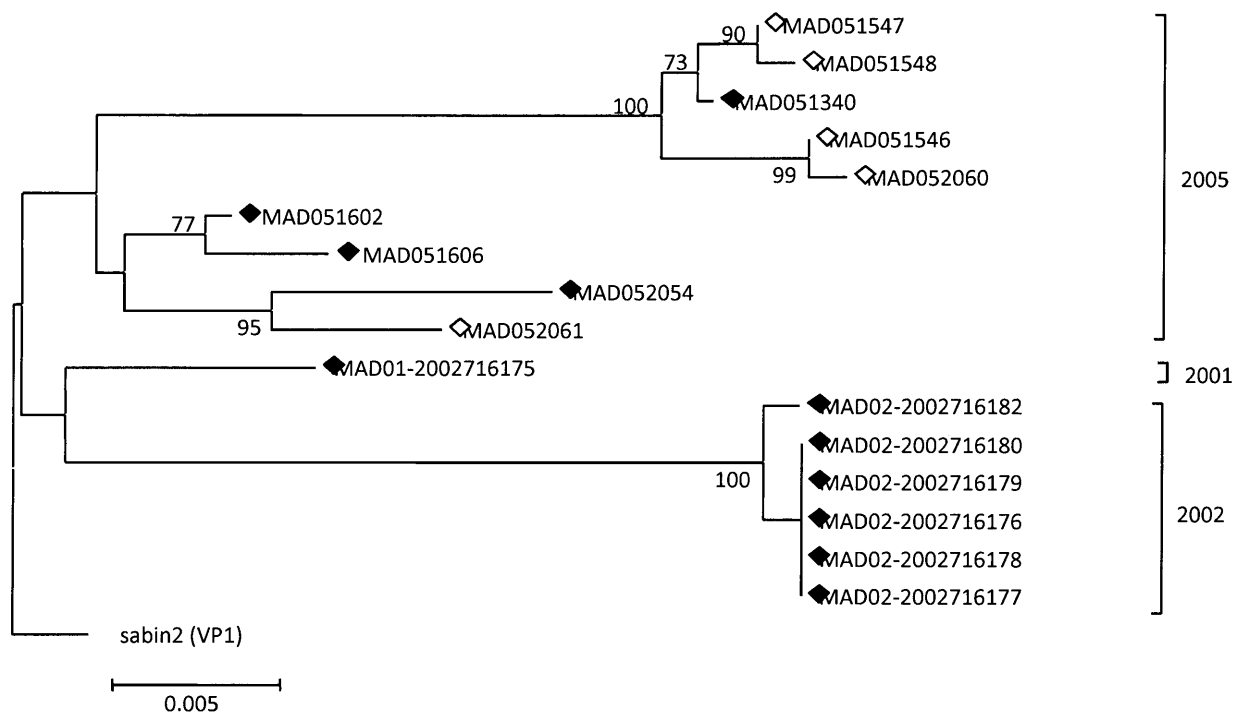 MAD051547
90
MAD051548
73
MAD051340
100
MAD051546
99
MAD052060
2005
77
MAD051602
MAD051606
MAD052054
95
MAD052061
MAD01-2002716175
2001
MAD02-2002716182
MAD02-2002716180
100
MAD02-2002716179
MAD02-2002716176
2002
MAD02-2002716178
MAD02-2002716177
sabin2 (VP1)
0.005